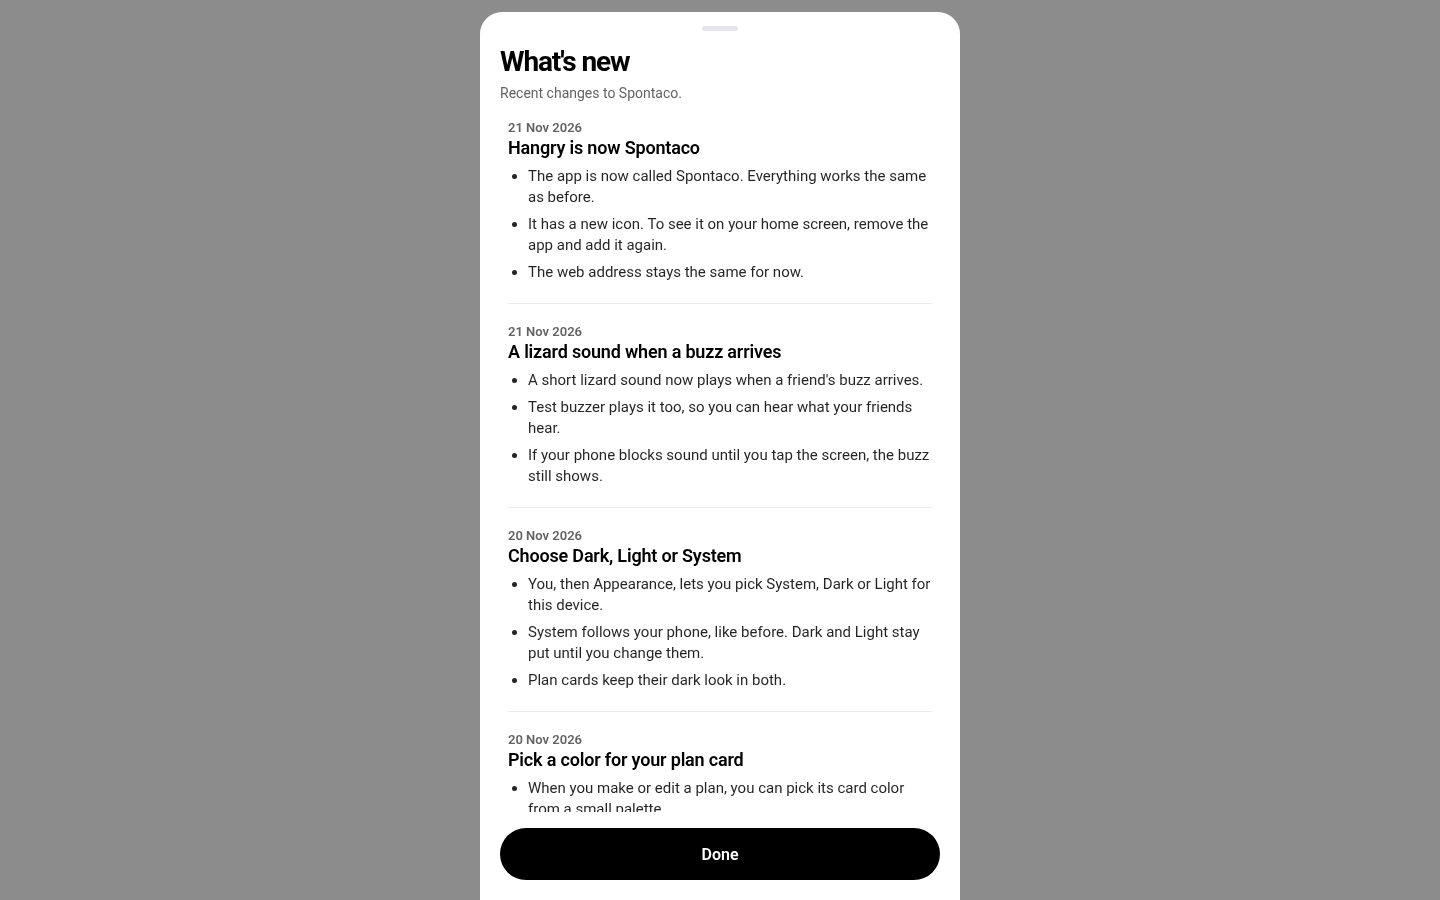 What's new
Recent changes to Spontaco.
21 Nov 2026
Hangry is now Spontaco
• The app is now called Spontaco. Everything works the same
as before.
• It has a new icon. To see it on your home screen, remove the
app and add it again.
• The web address stays the same for now.
21 Nov 2026
A lizard sound when a buzz arrives
• A short lizard sound now plays when a friend's buzz arrives.
• Test buzzer plays it too, so you can hear what your friends
hear.
• If your phone blocks sound until you tap the screen, the buzz
still shows.
20 Nov 2026
Choose Dark, Light or System
• You, then Appearance, lets you pick System, Dark or Light for
this device.
• System follows your phone, like before. Dark and Light stay
put until you change them.
• Plan cards keep their dark look in both.
20 Nov 2026
Pick a color for your plan card
• When you make or edit a plan, you can pick its card color
from a small palette.
Done